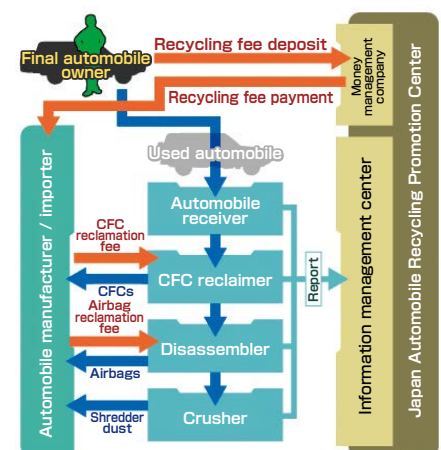 Final automobile
owner
Recycling fee deposit
Recycling fee payment
Money
management
company
Japan Automobile Recycling Promotion Center
Used automobile
Automobile manufacturer / importer
Automobile
receiver
CFC
reclamation
fee
CFC reclaimer
CFCs
Report
Information management center
Airbag
reclamation
fee
Disassembler
Airbags
Crusher
Shredder
dust